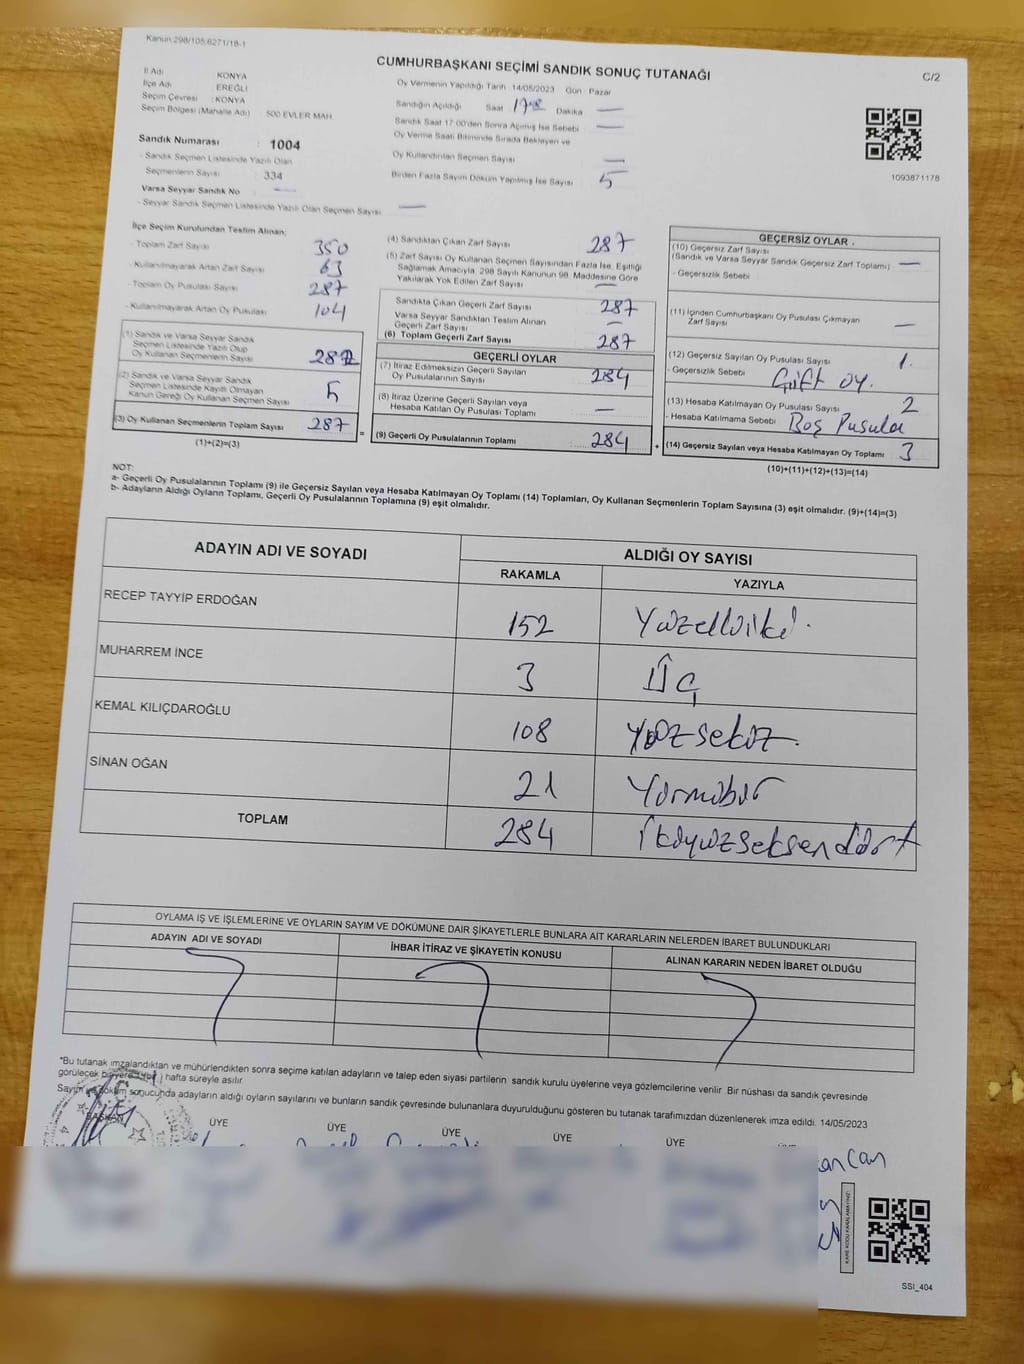 Kanun:298/105;6271/18-1
CUMHURBAŞKANI SEÇİMİ SANDIK SONUÇ TUTANAĞI
C/2
İl Adı KONYA
İlçe Adı EREĞLİ
Seçim Çevresi : KONYA
Seçim Bölgesi (Mahalle Adı) 500 EVLER MAH.
Oy Vermenin Yapıldığı Tarih :14/05/2023 Gün : Pazar
Sandığın Açıldığı Saat Dakika —
Sandık Saat 17:00'den Sonra Açılmış İse Sebebi —
Oy Verme Saati Bitiminde Sırada Bekleyen ve
Oy Kullandırılan Seçmen Sayısı —
Birden Fazla Sayım Döküm Yapılmış İse Sayısı 5
1093871178
Sandık Numarası : 1004
- Sandık Seçmen Listesinde Yazılı Olan
Seçmenlerin Sayısı : 334
Varsa Seyyar Sandık No —
- Seyyar Sandık Seçmen Listesinde Yazılı Olan Seçmen Sayısı —
İlçe Seçim Kurulundan Teslim Alınan;
- Toplam Zarf Sayısı 350
- Kullanılmayarak Artan Zarf Sayısı 63
- Toplam Oy Pusulası Sayısı 287
- Kullanılmayarak Artan Oy Pusulası 104
(1) Sandık ve Varsa Seyyar Sandık
Seçmen Listesinde Yazılı Olup
Oy Kullanan Seçmenlerin Sayısı
(2) Sandık ve Varsa Seyyar Sandık
Seçmen Listesinde Kayıtlı Olmayan
Kanun Gereği Oy Kullanan Seçmen Sayısı 5
(3) Oy Kullanan Seçmenlerin Toplam Sayısı 287
(1)+(2)=(3)
=
(4) Sandıktan Çıkan Zarf Sayısı 287
(5) Zarf Sayısı Oy Kullanan Seçmen Sayısından Fazla İse, Eşitliği
Sağlamak Amacıyla, 298 Sayılı Kanunun 98. Maddesine Göre
Yakılarak Yok Edilen Zarf Sayısı —
Sandıkta Çıkan Geçerli Zarf Sayısı 287
Varsa Seyyar Sandıktan Teslim Alınan
Geçerli Zarf Sayısı —
(6) Toplam Geçerli Zarf Sayısı 287
GEÇERLİ OYLAR
(7) İtiraz Edilmeksizin Geçerli Sayılan
Oy Pusulalarının Sayısı 284
(8) İtiraz Üzerine Geçerli Sayılan veya
Hesaba Katılan Oy Pusulası Toplamı —
(9) Geçerli Oy Pusulalarının Toplamı 284
+
GEÇERSİZ OYLAR
(10) Geçersiz Zarf Sayısı
(Sandık ve Varsa Seyyar Sandık Geçersiz Zarf Toplamı) —
- Geçersizlik Sebebi
(11) İçinden Cumhurbaşkanı Oy Pusulası Çıkmayan
Zarf Sayısı —
(12) Geçersiz Sayılan Oy Pusulası Sayısı 1.
- Geçersizlik Sebebi Çift oy.
(13) Hesaba Katılmayan Oy Pusulası Sayısı 2
- Hesaba Katılmama Sebebi Boş Pusula
(14) Geçersiz Sayılan veya Hesaba Katılmayan Oy Toplamı 3
(10)+(11)+(12)+(13)=(14)
NOT:
a- Geçerli Oy Pusulalarının Toplamı (9) ile Geçersiz Sayılan veya Hesaba Katılmayan Oy Toplamı (14) Toplamları, Oy Kullanan Seçmenlerin Toplam Sayısına (3) eşit olmalıdır. (9)+(14)=(3)
b- Adayların Aldığı Oyların Toplamı, Geçerli Oy Pusulalarının Toplamına (9) eşit olmalıdır.
ADAYIN ADI VE SOYADI
ALDIĞI OY SAYISI
RAKAMLA YAZIYLA
RECEP TAYYİP ERDOĞAN 152 Yüzelliiki.
MUHARREM İNCE 3 Üç
KEMAL KILIÇDAROĞLU 108 Yüzsekiz.
SİNAN OĞAN 21 Yirmibir
TOPLAM 284 İkiyüzseksendört
OYLAMA İŞ VE İŞLEMLERİNE VE OYLARIN SAYIM VE DÖKÜMÜNE DAİR ŞİKAYETLERLE BUNLARA AİT KARARLARIN NELERDEN İBARET BULUNDUKLARI
ADAYIN ADI VE SOYADI İHBAR İTİRAZ VE ŞİKAYETİN KONUSU ALINAN KARARIN NEDEN İBARET OLDUĞU
*Bu tutanak imzalandıktan ve mühürlendikten sonra seçime katılan adayların ve talep eden siyasi partilerin sandık kurulu üyelerine veya gözlemcilerine verilir. Bir nüshası da sandık çevresinde
görülecek bir yere hafta süreyle asılır.
Sayım ve döküm sonucunda adayların aldığı oyların sayılarını ve bunların sandık çevresinde bulunanlara duyurulduğunu gösteren bu tutanak tarafımızdan düzenlenerek imza edildi. 14/05/2023
BAŞKAN ÜYE ÜYE ÜYE ÜYE ÜYE
KARE KODU KARALAMAYINIZ
SSI_404